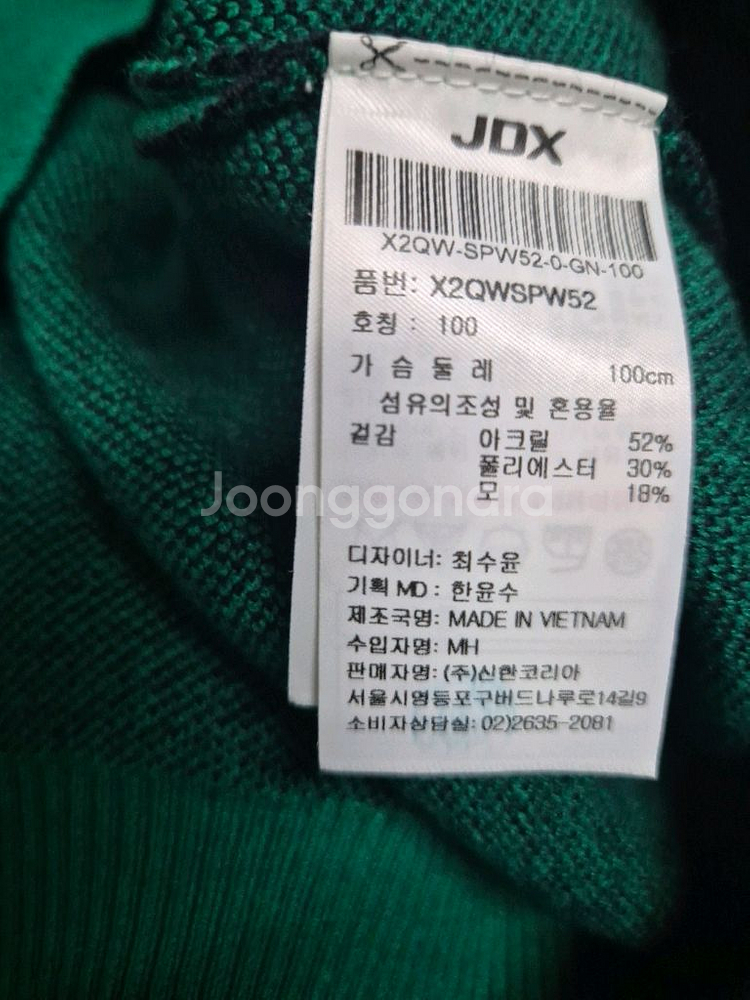 JDX
X2QW-SPW52-0-GN-100
품번: X2QWSPW52
호칭 : 100
가 슴 둘 레 100cm
섬유의조성 및 혼용율
겉감 아크릴 52%
폴리에스터 30%
모 18%
Joonggonara
디자이너: 최수윤
기획 MD : 한윤수
제조국명: MADE IN VIETNAM
수입자명: MH
판매자명: (주)신한코리아
서울시영등포구버드나루로14길9
소비자상담실: 02)2635-2081